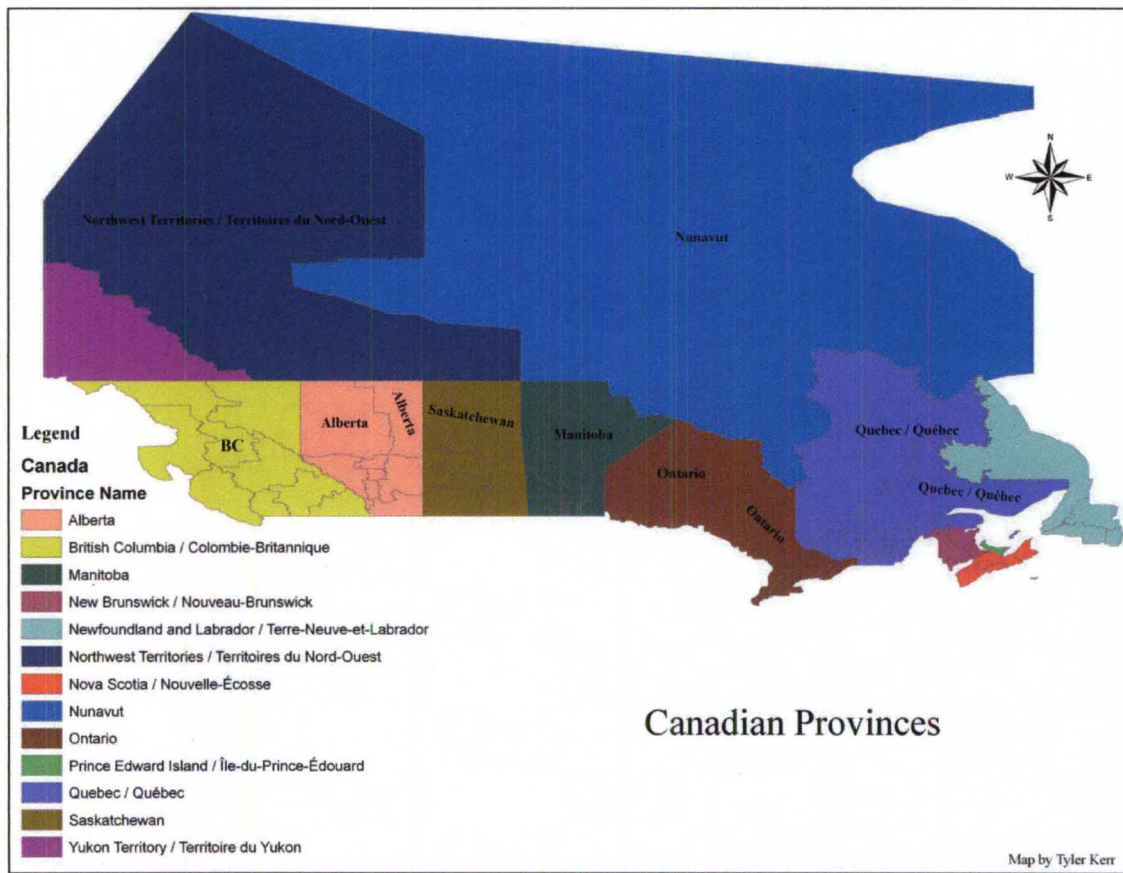 N
W E
S
Northwest Territories / Territoires du Nord-Ouest
Nunavut
Alberta
Alberta
Saskatchewan
Manitoba
BC
Ontario
Ontario
Quebec / Québec
Quebec / Québec
Legend
Canada
Province Name
Alberta
British Columbia / Colombie-Britannique
Manitoba
New Brunswick / Nouveau-Brunswick
Newfoundland and Labrador / Terre-Neuve-et-Labrador
Northwest Territories / Territoires du Nord-Ouest
Nova Scotia / Nouvelle-Écosse
Nunavut
Ontario
Prince Edward Island / Île-du-Prince-Édouard
Quebec / Québec
Saskatchewan
Yukon Territory / Territoire du Yukon
Canadian Provinces
Map by Tyler Kerr